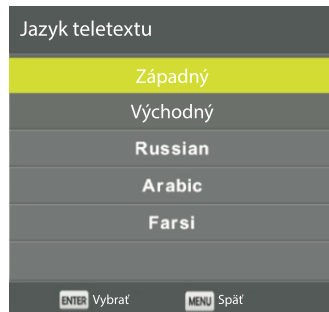 Jazyk teletextu
Západný
Východný
Russian
Arabic
Farsi
ENTER Vybrať MENU Späť